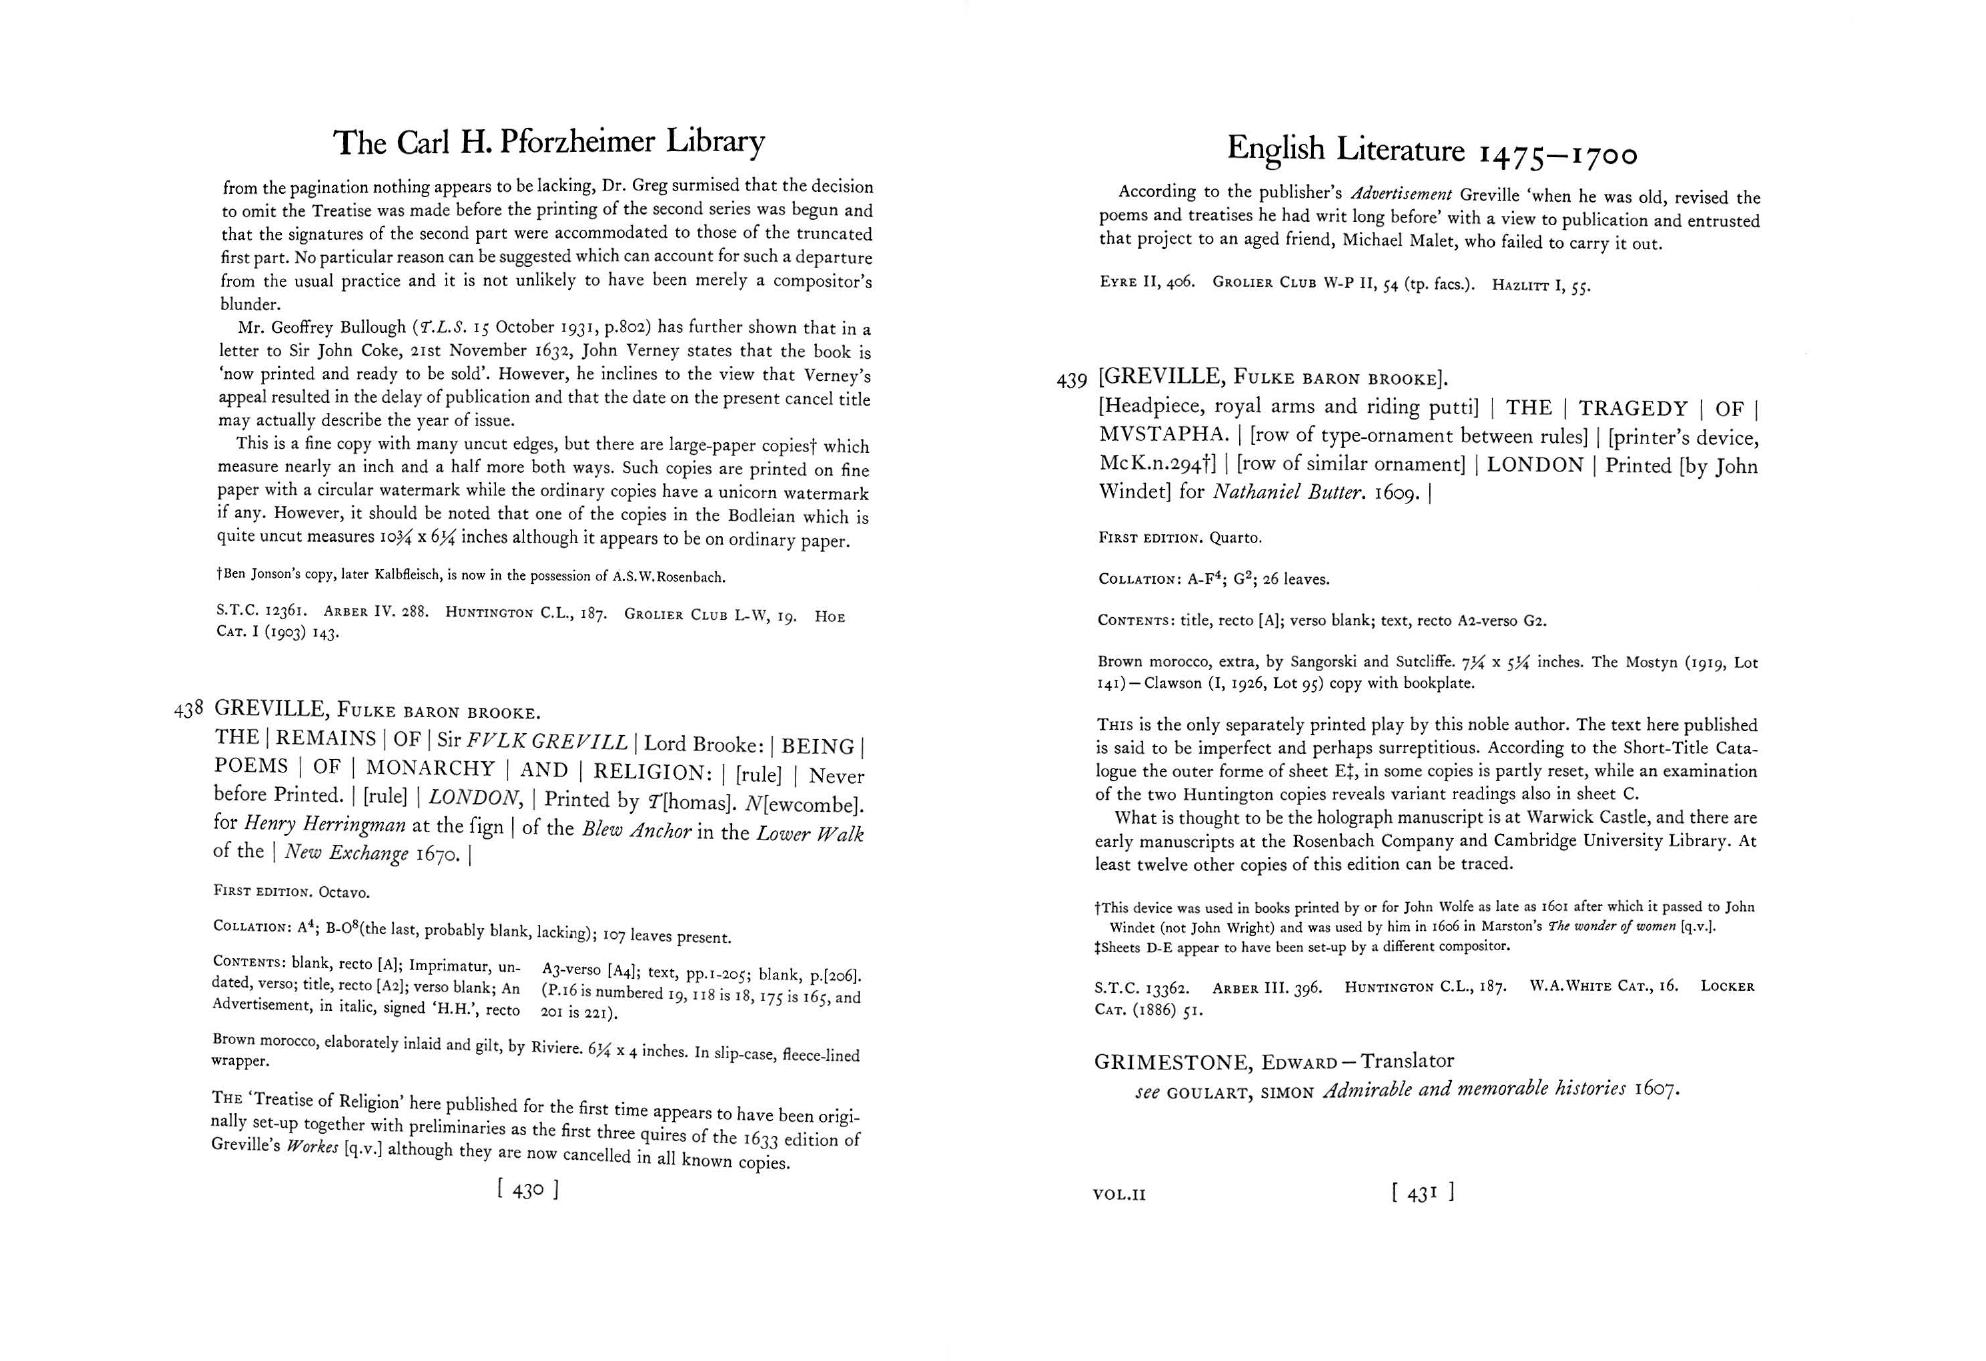 The Carl H. Pforzheimer Library
from the pagination nothing appears to be lacking, Dr. Greg surmised that the decision
to omit the Treatise was made before the printing of the second series was begun and
that the signatures of the second part were accommodated to those of the truncated
first part. No particular reason can be suggested which can account for such a departure
from the usual practice and it is not unlikely to have been merely a compositor's
blunder.
Mr. Geoffrey Bullough (T.L.S. 15 October 1931, p.802) has further shown that in a
letter to Sir John Coke, 21st November 1632, John Verney states that the book is
'now printed and ready to be sold'. However, he inclines to the view that Verney's
appeal resulted in the delay of publication and that the date on the present cancel title
may actually describe the year of issue.
This is a fine copy with many uncut edges, but there are large-paper copies† which
measure nearly an inch and a half more both ways. Such copies are printed on fine
paper with a circular watermark while the ordinary copies have a unicorn watermark
if any. However, it should be noted that one of the copies in the Bodleian which is
quite uncut measures 10¾ x 6¼ inches although it appears to be on ordinary paper.
†Ben Jonson's copy, later Kalbfleisch, is now in the possession of A.S.W.Rosenbach.
S.T.C. 12361. Arber IV. 288. Huntington C.L., 187. Grolier Club L-W, 19. Hoe
Cat. I (1903) 143.
438 GREVILLE, Fulke baron brooke.
THE | REMAINS | OF | Sir FVLK GREVILL | Lord Brooke: | BEING |
POEMS | OF | MONARCHY | AND | RELIGION: | [rule] | Never
before Printed. | [rule] | LONDON, | Printed by T[homas]. N[ewcombe].
for Henry Herringman at the ſign | of the Blew Anchor in the Lower Walk
of the | New Exchange 1670. |
First edition. Octavo.
Collation: A⁴; B-O⁸(the last, probably blank, lacking); 107 leaves present.
Contents: blank, recto [A]; Imprimatur, un-
dated, verso; title, recto [A2]; verso blank; An
Advertisement, in italic, signed 'H.H.', recto
A3-verso [A4]; text, pp.1-205; blank, p.[206].
(P.16 is numbered 19, 118 is 18, 175 is 165, and
201 is 221).
Brown morocco, elaborately inlaid and gilt, by Riviere. 6¼ x 4 inches. In slip-case, fleece-lined
wrapper.
The 'Treatise of Religion' here published for the first time appears to have been origi-
nally set-up together with preliminaries as the first three quires of the 1633 edition of
Greville's Workes [q.v.] although they are now cancelled in all known copies.
[ 430 ]
English Literature 1475–1700
According to the publisher's Advertisement Greville 'when he was old, revised the
poems and treatises he had writ long before' with a view to publication and entrusted
that project to an aged friend, Michael Malet, who failed to carry it out.
Eyre II, 406. Grolier Club W-P II, 54 (tp. facs.). Hazlitt I, 55.
439 [GREVILLE, Fulke baron brooke].
[Headpiece, royal arms and riding putti] | THE | TRAGEDY | OF |
MVSTAPHA. | [row of type-ornament between rules] | [printer's device,
McK.n.294†] | [row of similar ornament] | LONDON | Printed [by John
Windet] for Nathaniel Butter. 1609. |
First edition. Quarto.
Collation: A-F⁴; G²; 26 leaves.
Contents: title, recto [A]; verso blank; text, recto A2-verso G2.
Brown morocco, extra, by Sangorski and Sutcliffe. 7¼ x 5¼ inches. The Mostyn (1919, Lot
141) — Clawson (I, 1926, Lot 95) copy with bookplate.
This is the only separately printed play by this noble author. The text here published
is said to be imperfect and perhaps surreptitious. According to the Short-Title Cata-
logue the outer forme of sheet E‡, in some copies is partly reset, while an examination
of the two Huntington copies reveals variant readings also in sheet C.
What is thought to be the holograph manuscript is at Warwick Castle, and there are
early manuscripts at the Rosenbach Company and Cambridge University Library. At
least twelve other copies of this edition can be traced.
†This device was used in books printed by or for John Wolfe as late as 1601 after which it passed to John
Windet (not John Wright) and was used by him in 1606 in Marston's The wonder of women [q.v.].
‡Sheets D-E appear to have been set-up by a different compositor.
S.T.C. 13362. Arber III. 396. Huntington C.L., 187. W.A.White Cat., 16. Locker
Cat. (1886) 51.
GRIMESTONE, Edward — Translator
see GOULART, SIMON Admirable and memorable histories 1607.
VOL.II
[ 431 ]